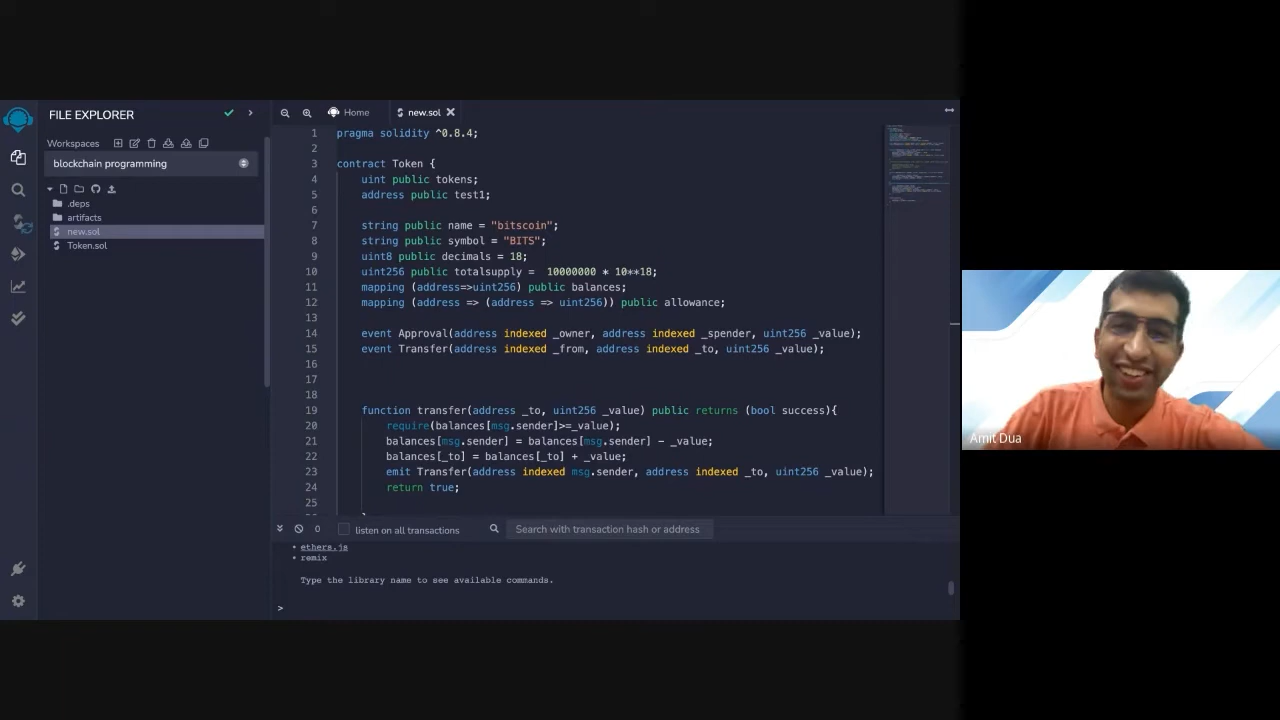 FILE EXPLORER
Workspaces
blockchain programming
.deps
artifacts
new.sol
Token.sol
Home
new.sol
1 pragma solidity ^0.8.4;
2
3 contract Token {
4 uint public tokens;
5 address public test1;
6
7 string public name = "bitscoin";
8 string public symbol = "BITS";
9 uint8 public decimals = 18;
10 uint256 public totalsupply =  10000000 * 10**18;
11 mapping (address=>uint256) public balances;
12 mapping (address => (address => uint256)) public allowance;
13
14 event Approval(address indexed _owner, address indexed _spender, uint256 _value);
15 event Transfer(address indexed _from, address indexed _to, uint256 _value);
16
17
18
19 function transfer(address _to, uint256 _value) public returns (bool success){
20 require(balances[msg.sender]>=_value);
21 balances[msg.sender] = balances[msg.sender] - _value;
22 balances[_to] = balances[_to] + _value;
23 emit Transfer(address indexed msg.sender, address indexed _to, uint256 _value);
24 return true;
25
0
listen on all transactions
Search with transaction hash or address
• ethers.js
• remix
Type the library name to see available commands.
>
Amit Dua